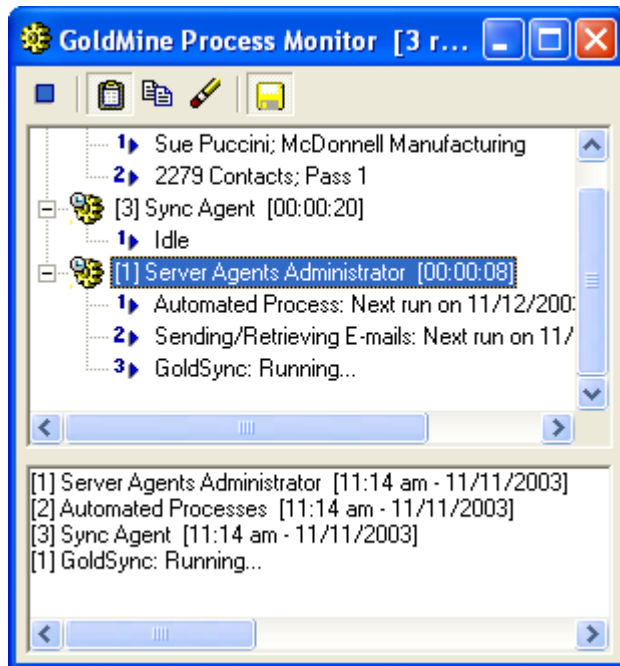 GoldMine Process Monitor [3 r...
1 Sue Puccini; McDonnell Manufacturing
2 2279 Contacts; Pass 1
[3] Sync Agent [00:00:20]
1 Idle
[1] Server Agents Administrator [00:00:08]
1 Automated Process: Next run on 11/12/200
2 Sending/Retrieving E-mails: Next run on 11/
3 GoldSync: Running...
[1] Server Agents Administrator [11:14 am - 11/11/2003]
[2] Automated Processes [11:14 am - 11/11/2003]
[3] Sync Agent [11:14 am - 11/11/2003]
[1] GoldSync: Running...